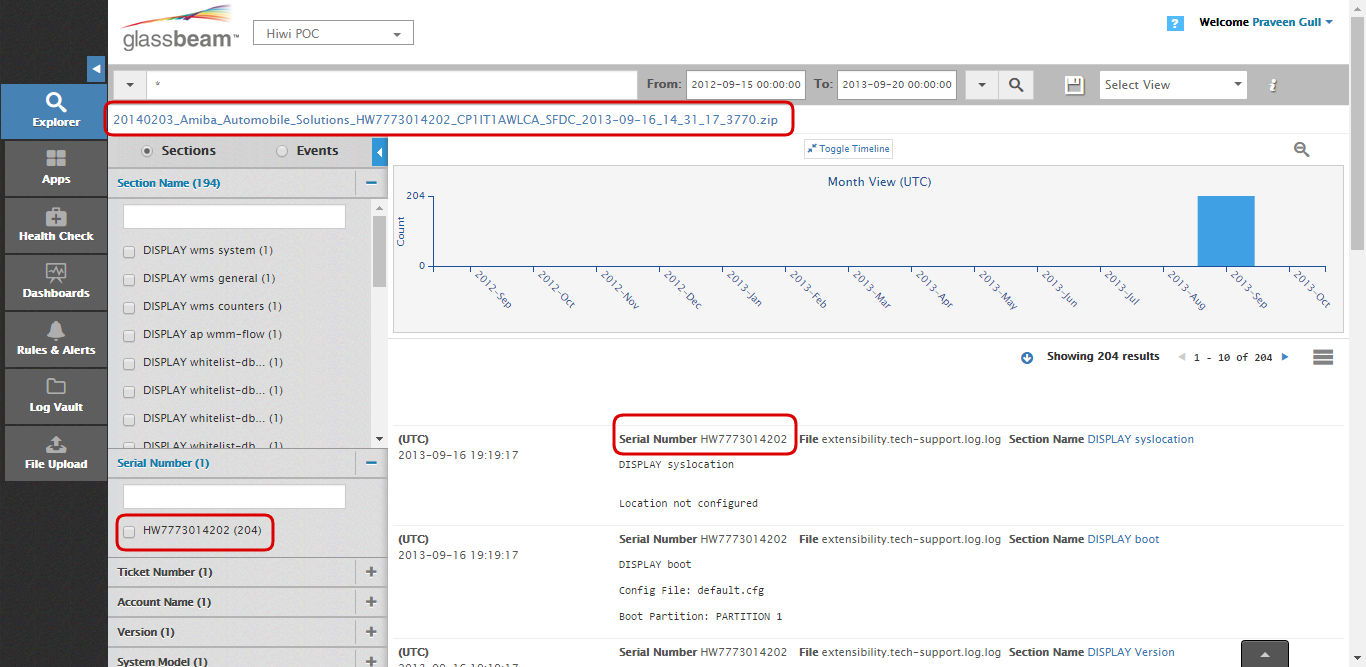 glassbeam™
Hiwi POC
? Welcome Praveen Gull
* From: 2012-09-15 00:00:00 To: 2013-09-20 00:00:00 Select View i
20140203_Amiba_Automobile_Solutions_HW7773014202_CP1IT1AWLCA_SFDC_2013-09-16_14_31_17_3770.zip
Explorer
Apps
Health Check
Dashboards
Rules & Alerts
Log Vault
File Upload
Sections Events
Section Name (194)
DISPLAY wms system (1)
DISPLAY wms general (1)
DISPLAY wms counters (1)
DISPLAY ap wmm-flow (1)
DISPLAY whitelist-db... (1)
DISPLAY whitelist-db... (1)
DISPLAY whitelist-db... (1)
DISPLAY whitelist-db... (1)
Serial Number (1)
HW7773014202 (204)
Ticket Number (1)
Account Name (1)
Version (1)
System Model (1)
Toggle Timeline
Month View (UTC)
204
Count
0
2012-Sep
2012-Oct
2012-Nov
2012-Dec
2013-Jan
2013-Feb
2013-Mar
2013-Apr
2013-May
2013-Jun
2013-Jul
2013-Aug
2013-Sep
2013-Oct
Showing 204 results 1 - 10 of 204
(UTC) Serial Number HW7773014202 File extensibility.tech-support.log.log Section Name DISPLAY syslocation
2013-09-16 19:19:17
DISPLAY syslocation
Location not configured
(UTC) Serial Number HW7773014202 File extensibility.tech-support.log.log Section Name DISPLAY boot
2013-09-16 19:19:17
DISPLAY boot
Config File: default.cfg
Boot Partition: PARTITION 1
(UTC) Serial Number HW7773014202 File extensibility.tech-support.log.log Section Name DISPLAY Version